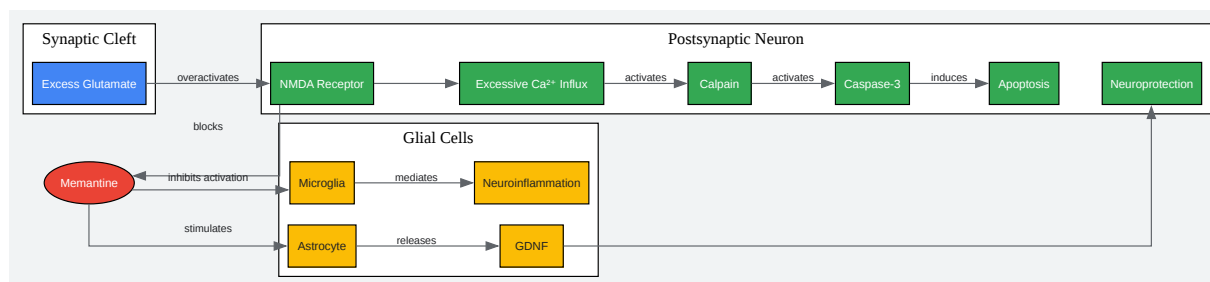 Synaptic Cleft
Postsynaptic Neuron
Excess Glutamate
overactivates
NMDA Receptor
Excessive Ca²⁺ Influx
activates
Calpain
activates
Caspase-3
induces
Apoptosis
Neuroprotection
blocks
Glial Cells
Memantine
inhibits activation
Microglia
mediates
Neuroinflammation
stimulates
Astrocyte
releases
GDNF